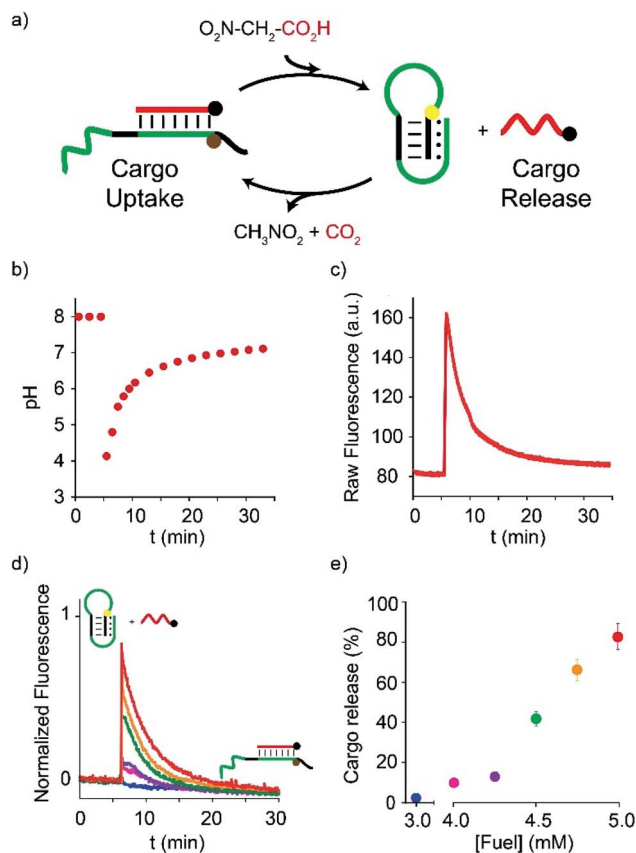 a)
O₂N-CH₂-CO₂H
Cargo
Uptake
+
Cargo
Release
CH₃NO₂ + CO₂
b)
8
7
6
5
4
3
pH
0 10 20 30
t (min)
c)
160
140
120
100
80
Raw Fluorescence (a.u.)
0 10 20 30
t (min)
d)
+
1
0
Normalized Fluorescence
0 10 20 30
t (min)
e)
100
80
60
40
20
0
Cargo release (%)
3.0 4.0 4.5 5.0
[Fuel] (mM)